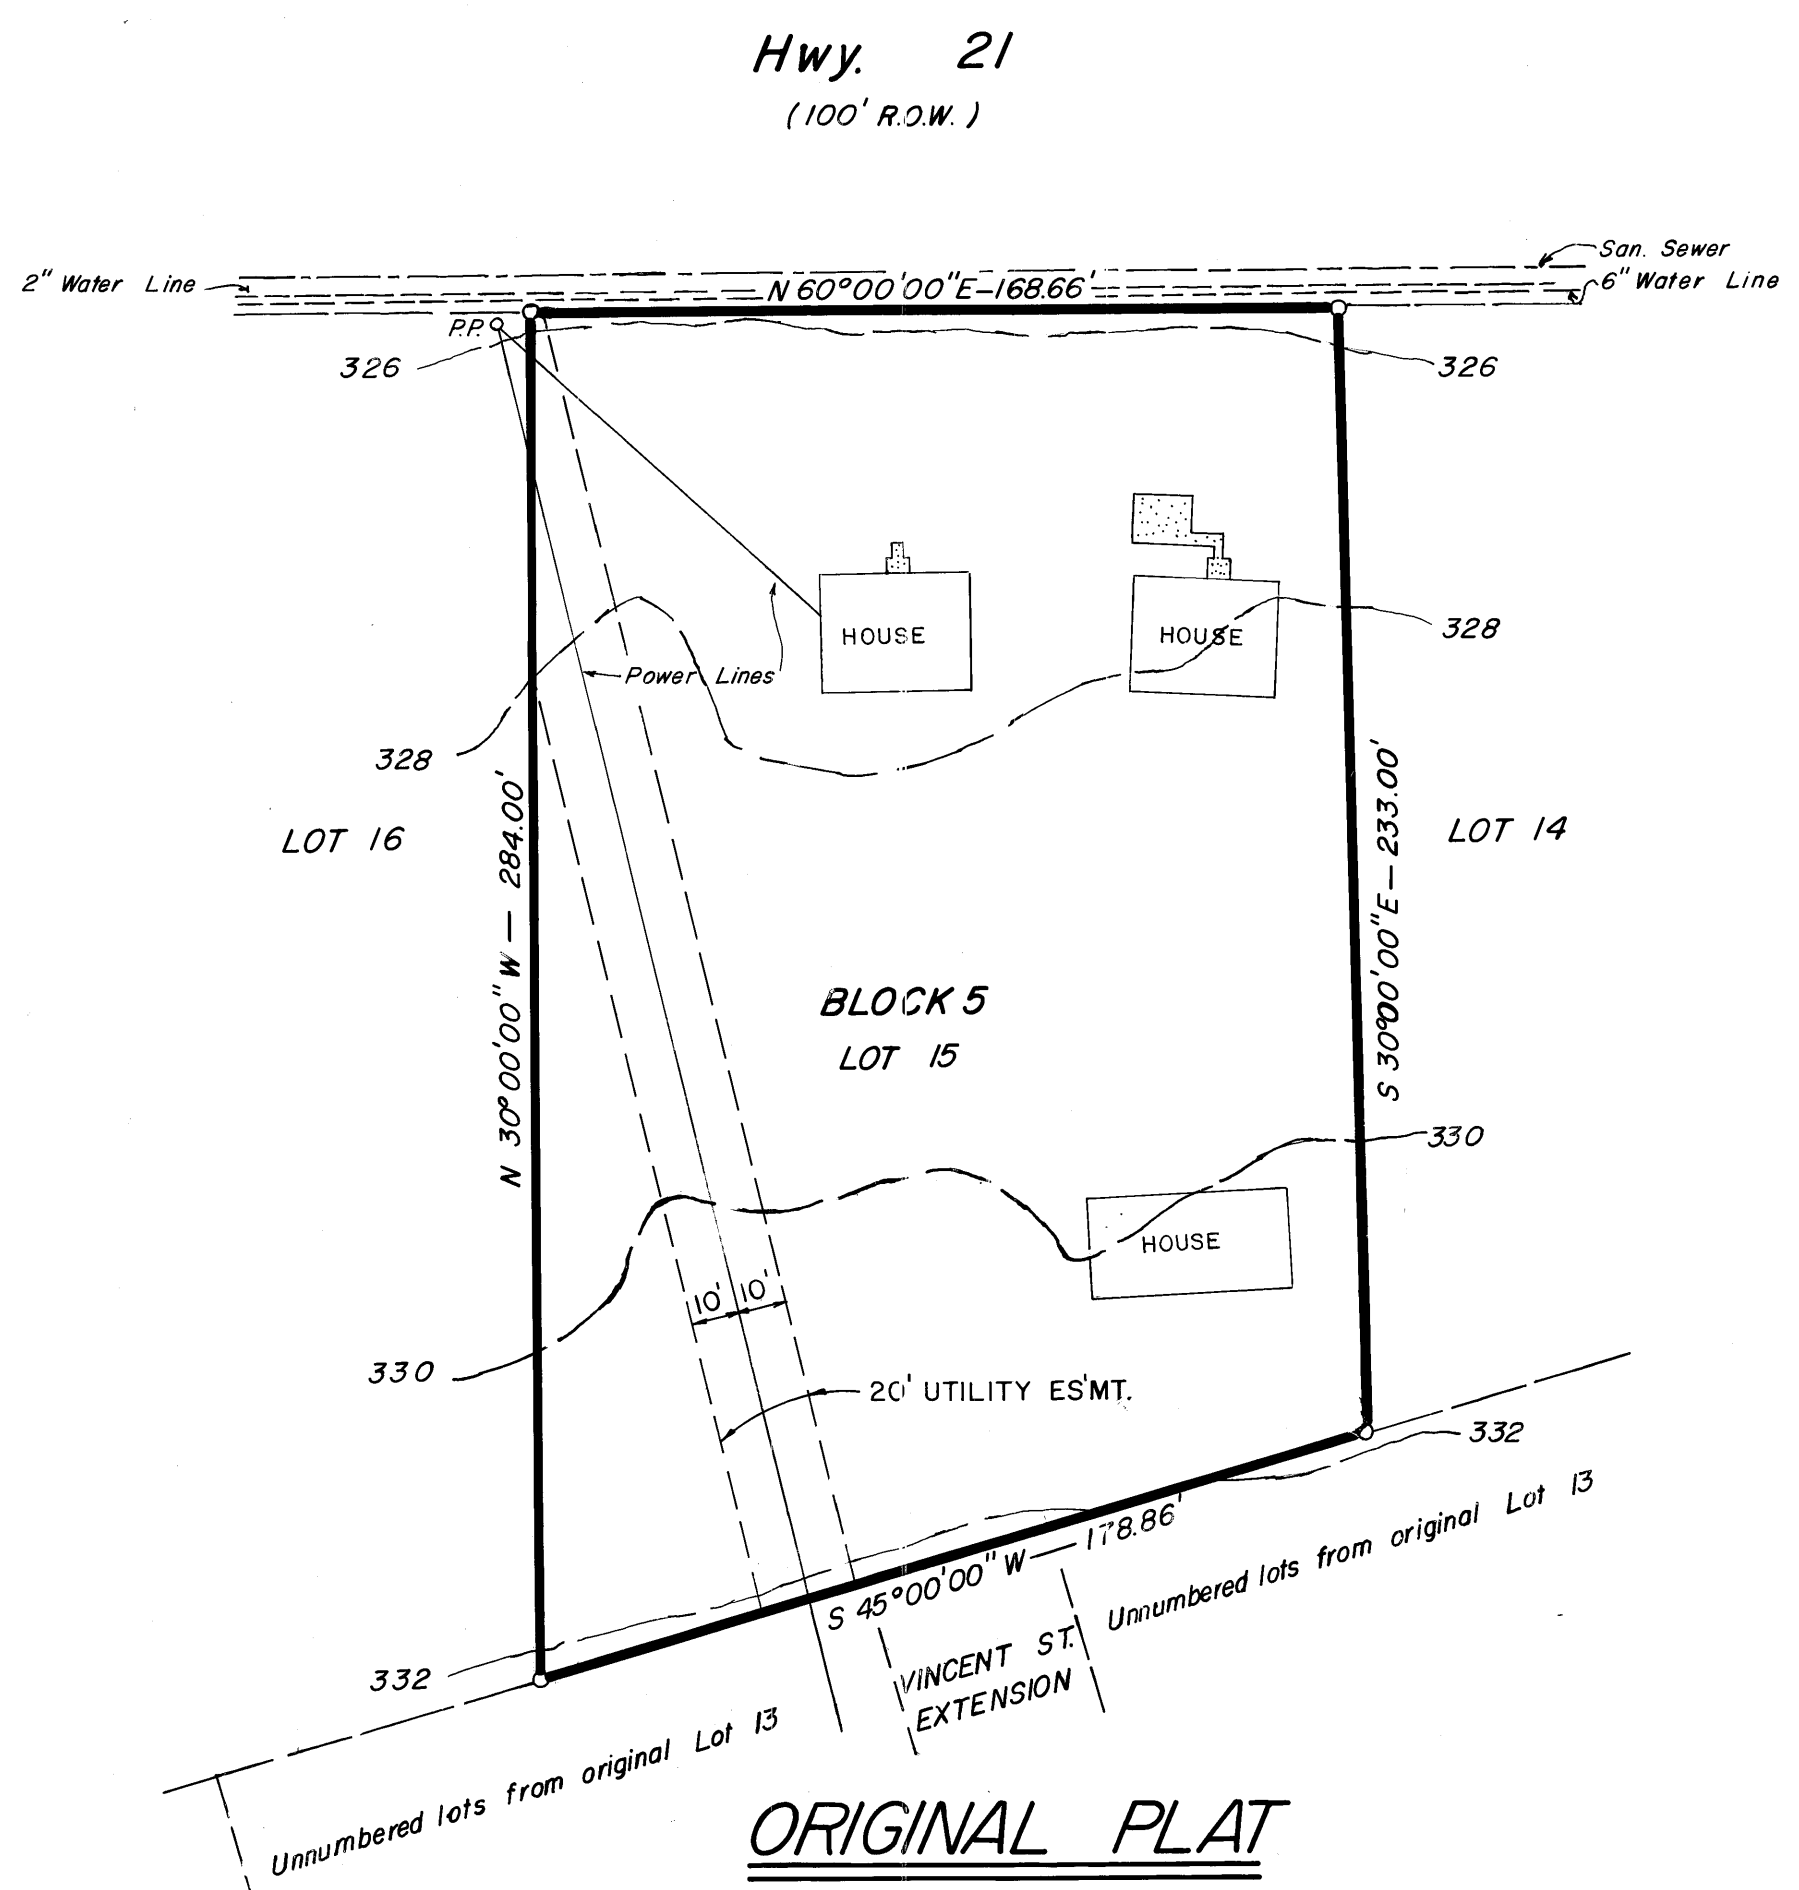 Hwy. 21
(100' R.O.W.)
San. Sewer
2" Water Line
N 60°00'00"E-168.66'
6" Water Line
P.P.
326
326
HOUSE
HOUSE
328
Power Lines
328
LOT 16
N 30°00'00"W — 284.00'
S 30°00'00"E — 233.00'
LOT 14
BLOCK 5
LOT 15
330
HOUSE
10' 10'
330
20' UTILITY ES'MT.
332
S 45°00'00" W — 178.86'
332
Unnumbered lots from original Lot 13
VINCENT ST.
EXTENSION
Unnumbered lots from original Lot 13
ORIGINAL PLAT